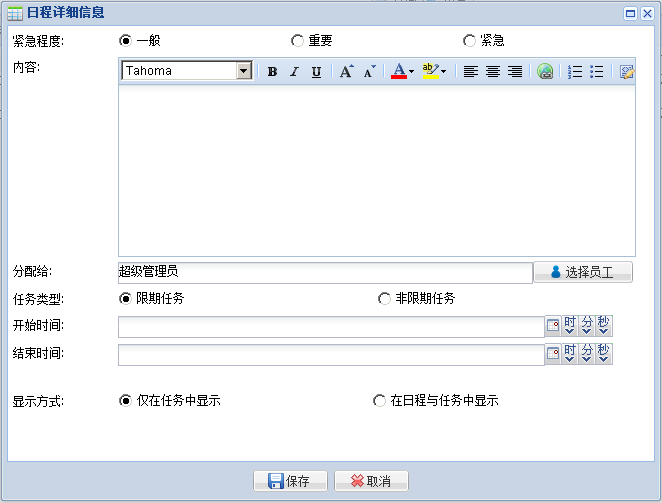 日程详细信息
紧急程度: 一般 重要 紧急
内容: Tahoma B I U A A A ab
分配给: 超级管理员 选择员工
任务类型: 限期任务 非限期任务
开始时间: 时 分 秒
结束时间: 时 分 秒
显示方式: 仅在任务中显示 在日程与任务中显示
保存 取消